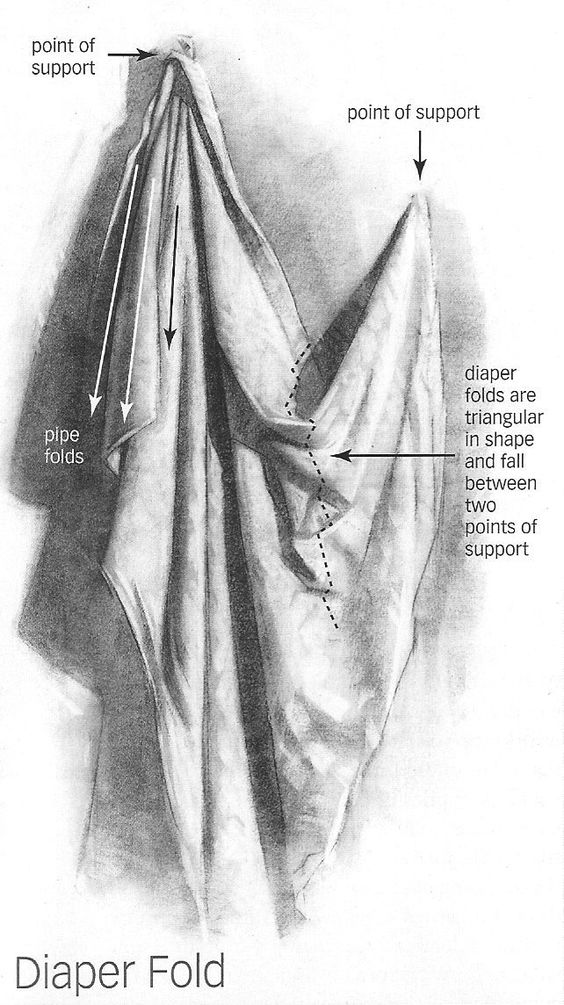 point of
support
point of support
pipe
folds
diaper
folds are
triangular
in shape
and fall
between
two
points of
support
Diaper Fold